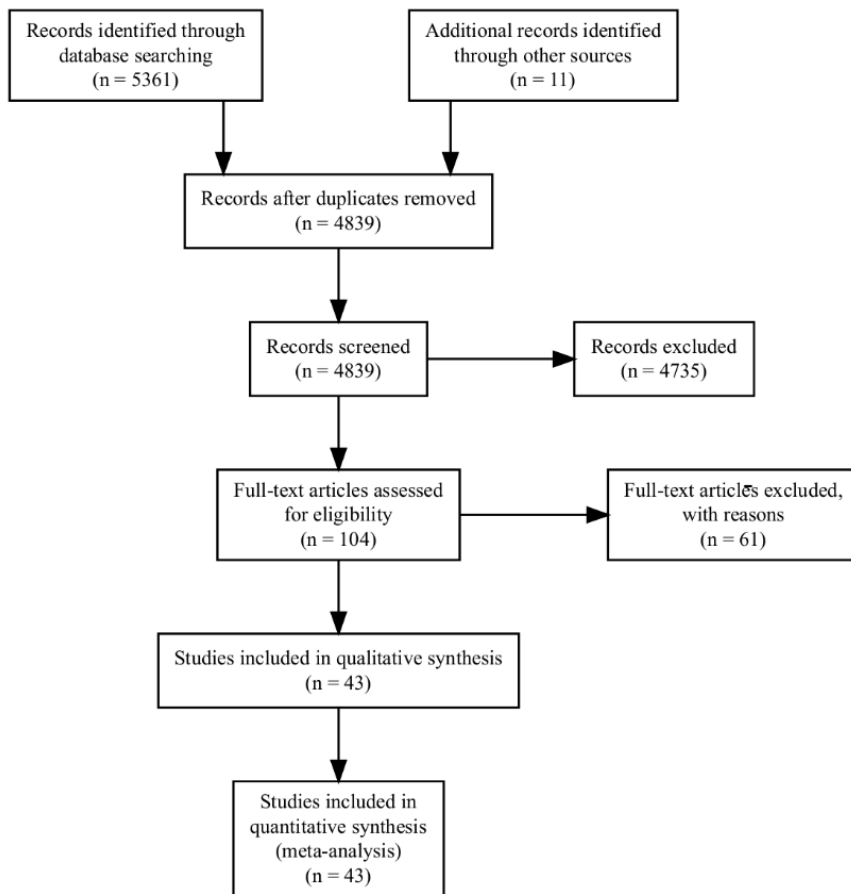 Records identified through
database searching
(n = 5361)
Additional records identified
through other sources
(n = 11)
Records after duplicates removed
(n = 4839)
Records screened
(n = 4839)
Records excluded
(n = 4735)
Full-text articles assessed
for eligibility
(n = 104)
Full-text articles excluded,
with reasons
(n = 61)
Studies included in qualitative synthesis
(n = 43)
Studies included in
quantitative synthesis
(meta-analysis)
(n = 43)